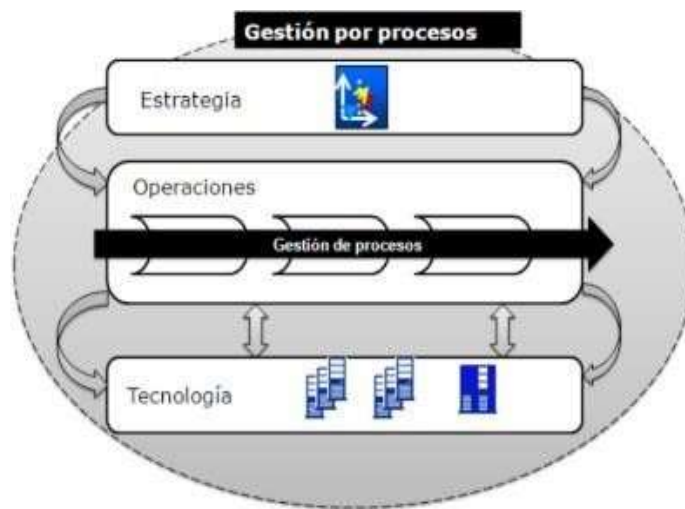 Gestión por procesos
Estrategia
Operaciones
Gestión de procesos
Tecnología